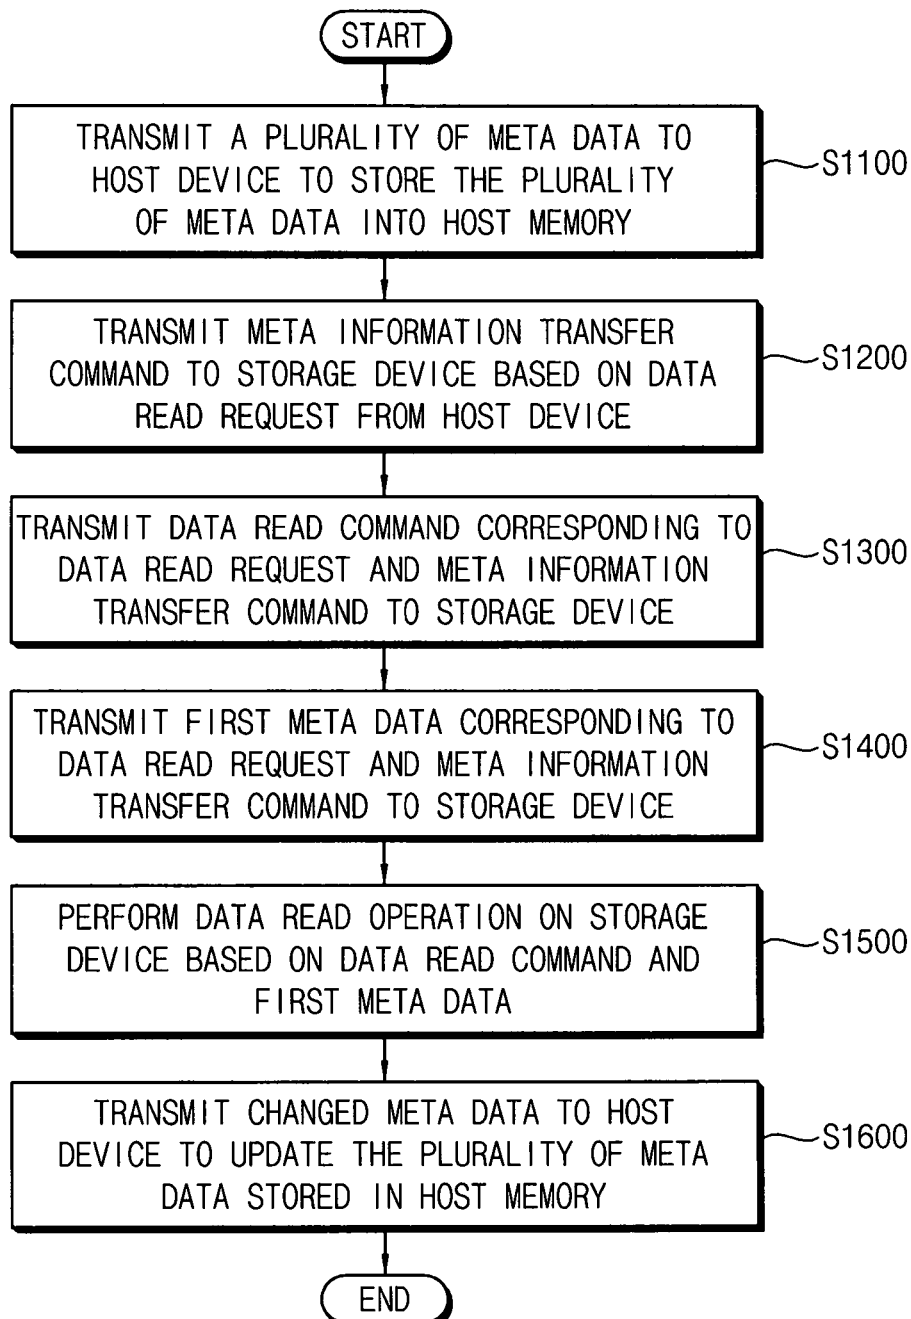 START
TRANSMIT A PLURALITY OF META DATA TO
HOST DEVICE TO STORE THE PLURALITY
OF META DATA INTO HOST MEMORY
S1100
TRANSMIT META INFORMATION TRANSFER
COMMAND TO STORAGE DEVICE BASED ON DATA
READ REQUEST FROM HOST DEVICE
S1200
TRANSMIT DATA READ COMMAND CORRESPONDING TO
DATA READ REQUEST AND META INFORMATION
TRANSFER COMMAND TO STORAGE DEVICE
S1300
TRANSMIT FIRST META DATA CORRESPONDING TO
DATA READ REQUEST AND META INFORMATION
TRANSFER COMMAND TO STORAGE DEVICE
S1400
PERFORM DATA READ OPERATION ON STORAGE
DEVICE BASED ON DATA READ COMMAND AND
FIRST META DATA
S1500
TRANSMIT CHANGED META DATA TO HOST
DEVICE TO UPDATE THE PLURALITY OF META
DATA STORED IN HOST MEMORY
S1600
END